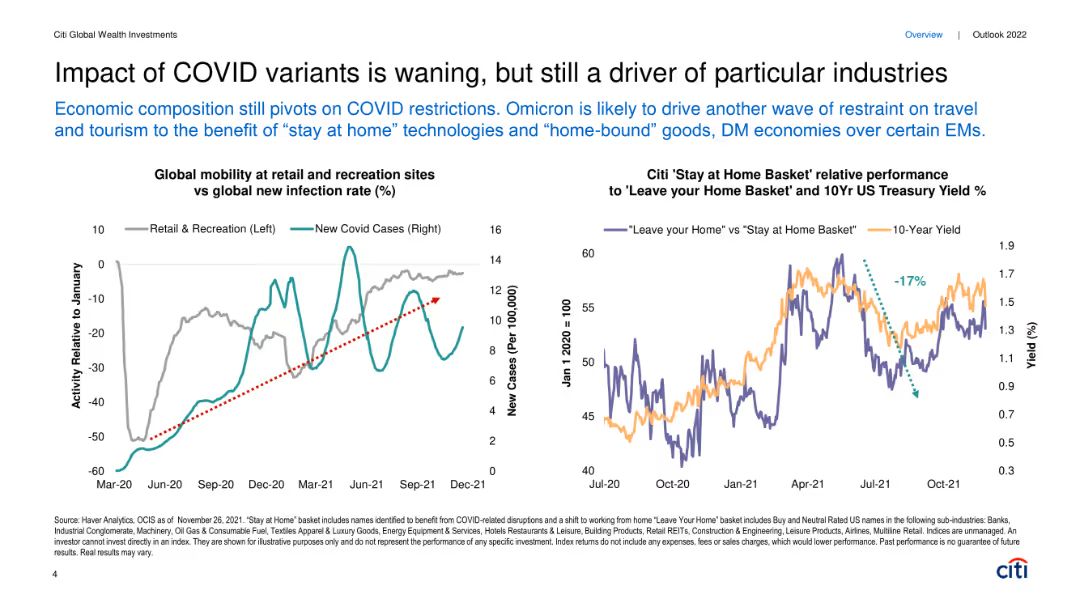 Citi Global Wealth Investments
Overview | Outlook 2022
Impact of COVID variants is waning, but still a driver of particular industries
Economic composition still pivots on COVID restrictions. Omicron is likely to drive another wave of restraint on travel
and tourism to the benefit of “stay at home” technologies and “home-bound” goods, DM economies over certain EMs.
Global mobility at retail and recreation sites
vs global new infection rate (%)
Retail & Recreation (Left)
New Covid Cases (Right)
Activity Relative to January
10
0
-10
-20
-30
-40
-50
-60
16
14
12
10
8
6
4
2
0
New Cases (Per 100,000)
Mar-20 Jun-20 Sep-20 Dec-20 Mar-21 Jun-21 Sep-21 Dec-21
Citi 'Stay at Home Basket' relative performance
to 'Leave your Home Basket' and 10Yr US Treasury Yield %
"Leave your Home" vs "Stay at Home Basket"
10-Year Yield
Jan 1 2020 = 100
60
55
50
45
40
-17%
1.9
1.7
1.5
1.3
1.1
0.9
0.7
0.5
0.3
Yield (%)
Jul-20 Oct-20 Jan-21 Apr-21 Jul-21 Oct-21
Source: Haver Analytics, OCIS as of November 26, 2021. “Stay at Home” basket includes names identified to benefit from COVID-related disruptions and a shift to working from home “Leave Your Home” basket includes Buy and Neutral Rated US names in the following sub-industries: Banks,
Industrial Conglomerate, Machinery, Oil Gas & Consumable Fuel, Textiles Apparel & Luxury Goods, Energy Equipment & Services, Hotels Restaurants & Leisure, Building Products, Retail REITs, Construction & Engineering, Leisure Products, Airlines, Multiline Retail. Indices are unmanaged. An
investor cannot invest directly in an index. They are shown for illustrative purposes only and do not represent the performance of any specific investment. Index returns do not include any expenses, fees or sales charges, which would lower performance. Past performance is no guarantee of future
results. Real results may vary.
4
citi